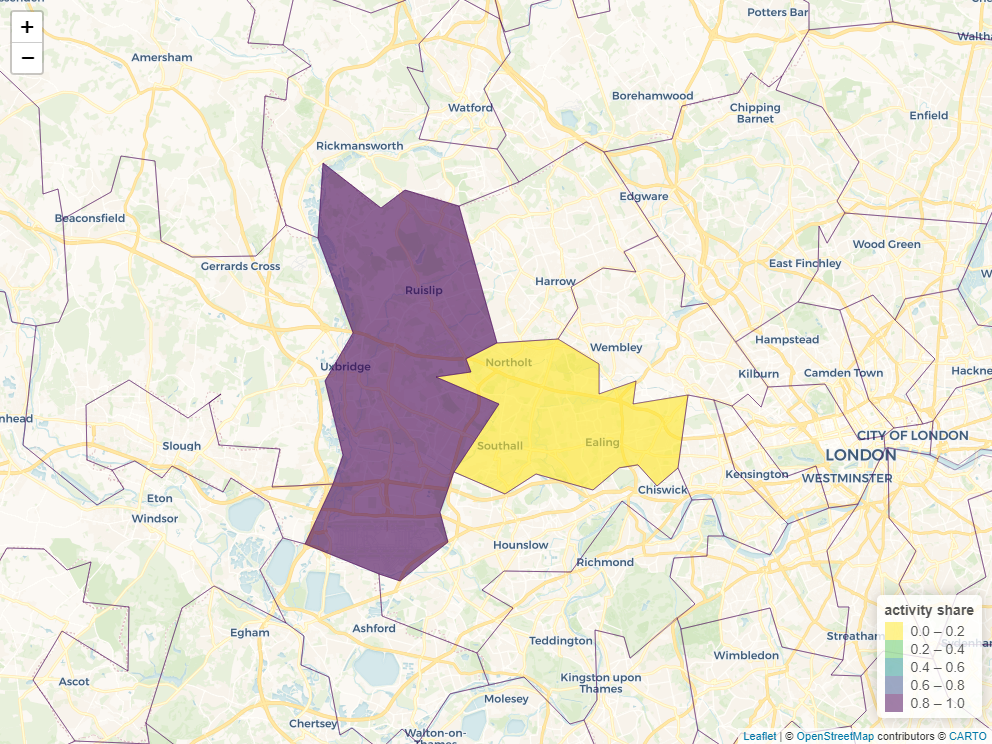 +
−
Potters Bar
Amersham
Watford
Borehamwood
Chipping
Barnet
Enfield
Rickmansworth
Edgware
Beaconsfield
Wood Green
Gerrards Cross
East Finchley
Harrow
Ruislip
Hampstead
Wembley
Northolt
Uxbridge
Kilburn
Camden Town
Slough
Southall
Ealing
CITY OF LONDON
LONDON
Kensington
WESTMINSTER
Chiswick
Eton
Windsor
Hounslow
Richmond
Egham
Ashford
Teddington
Wimbledon
Kingston upon
Thames
Ascot
Molesey
Chertsey
Walton-on-
Thames
activity share
0.0 – 0.2
0.2 – 0.4
0.4 – 0.6
0.6 – 0.8
0.8 – 1.0
Leaflet | © OpenStreetMap contributors © CARTO